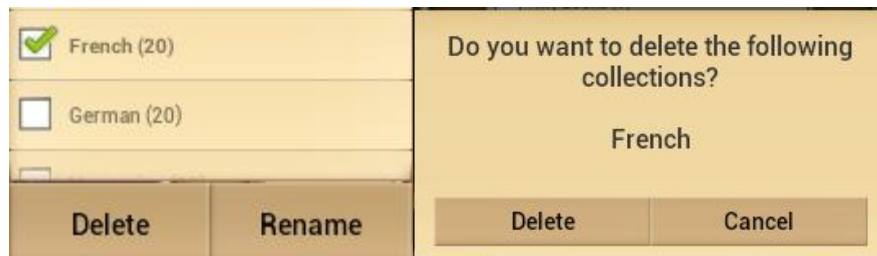 French (20)
German (20)
Delete
Rename
Do you want to delete the following
collections?
French
Delete
Cancel